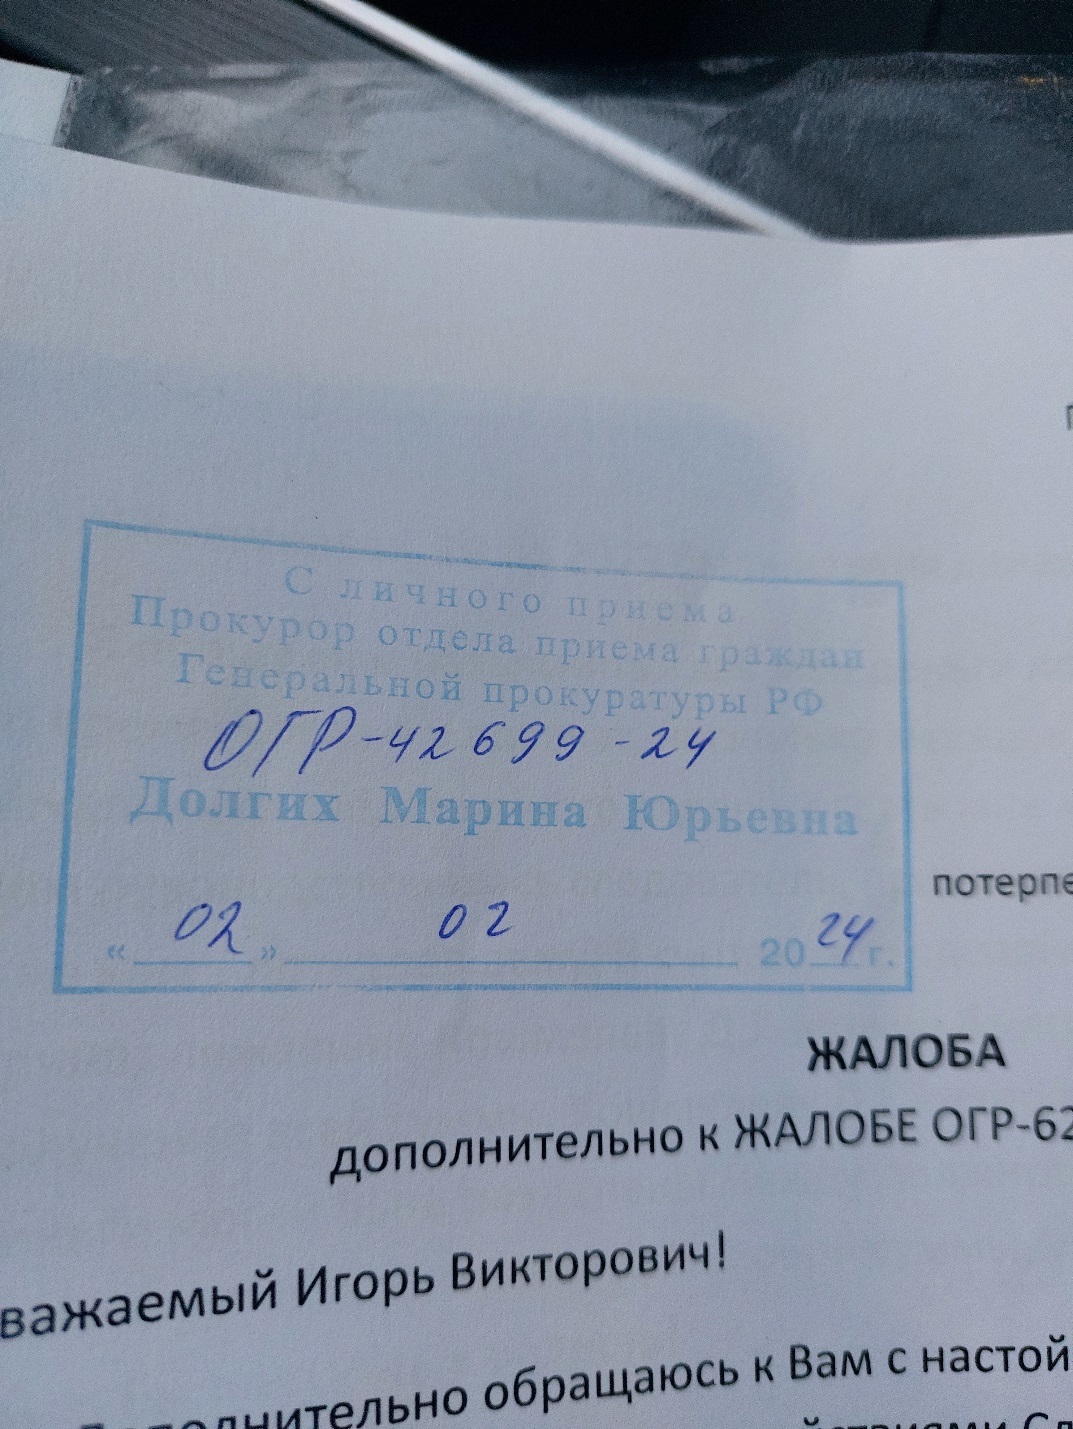 С личного приема
Прокурор отдела приема граждан
Генеральной прокуратуры РФ
ОГР-42699-24
Долгих Марина Юрьевна
« 02 » 02 2024 г.
потерпе
ЖАЛОБА
дополнительно к ЖАЛОБЕ ОГР-62
важаемый Игорь Викторович!
обращаюсь к Вам с настой